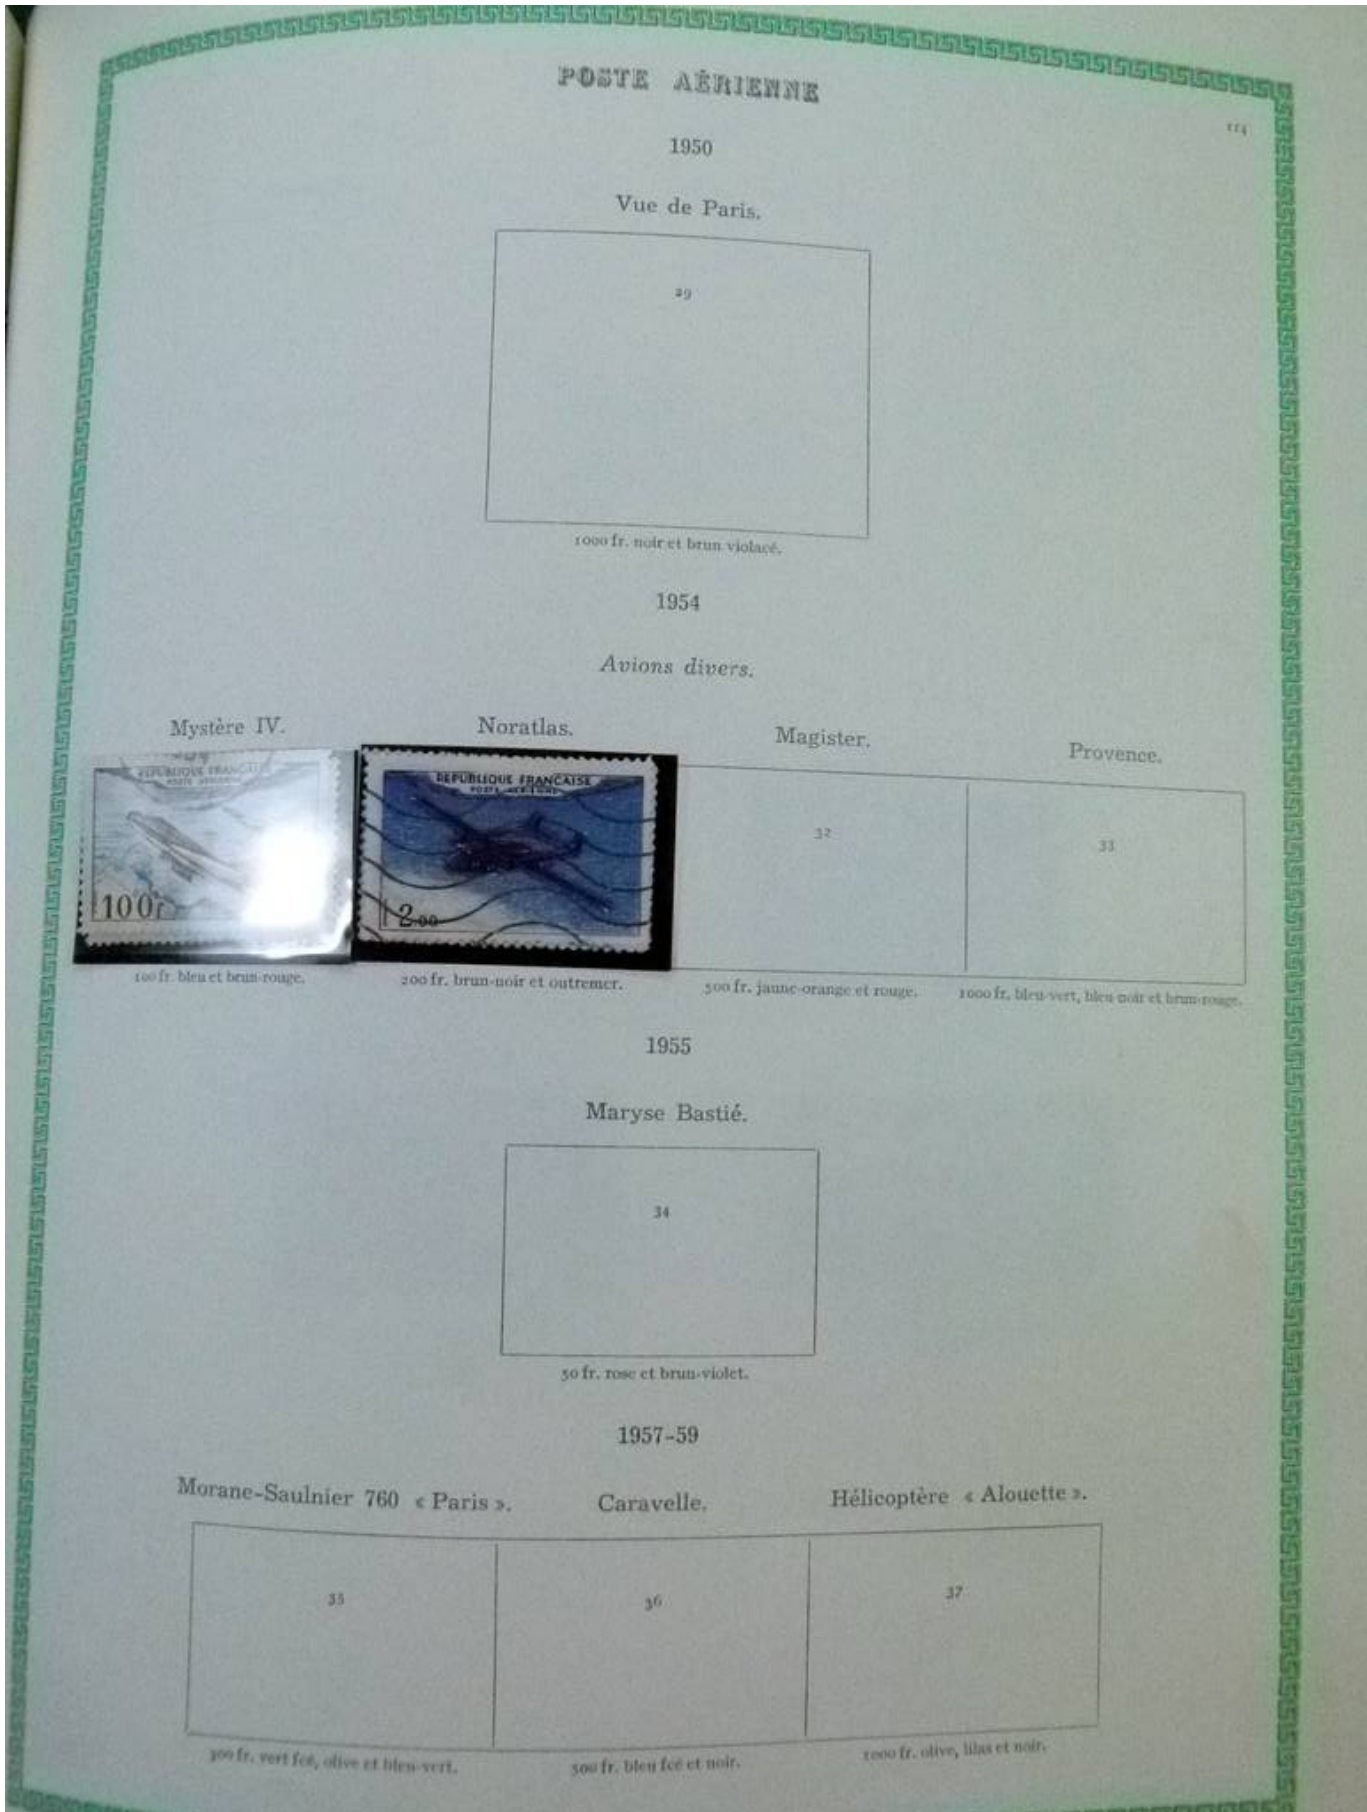 POSTE AÉRIENNE
114
1950
Vue de Paris.
29
1000 fr. noir et brun violacé.
1954
Avions divers.
Mystère IV.
Noratlas.
Magister.
Provence.
REPUBLIQUE FRANÇAISE
POSTE AERIENNE
100F
REPUBLIQUE FRANÇAISE
POSTE AERIENNE
2.00
32
33
100 fr. bleu et brun-rouge.
200 fr. brun-noir et outremer.
500 fr. jaune-orange et rouge.
1000 fr. bleu-vert, bleu-noir et brun-rouge.
1955
Maryse Bastié.
34
50 fr. rose et brun-violet.
1957-59
Morane-Saulnier 760 « Paris ».
Caravelle.
Hélicoptère « Alouette ».
35
36
37
300 fr. vert fcé, olive et bleu-vert.
500 fr. bleu fcé et noir.
1000 fr. olive, lilas et noir.